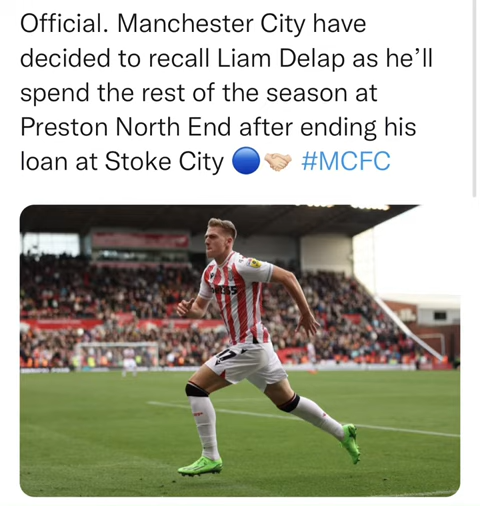 Official. Manchester City have
decided to recall Liam Delap as he’ll
spend the rest of the season at
Preston North End after ending his
loan at Stoke City 🔵🤝🏻 #MCFC